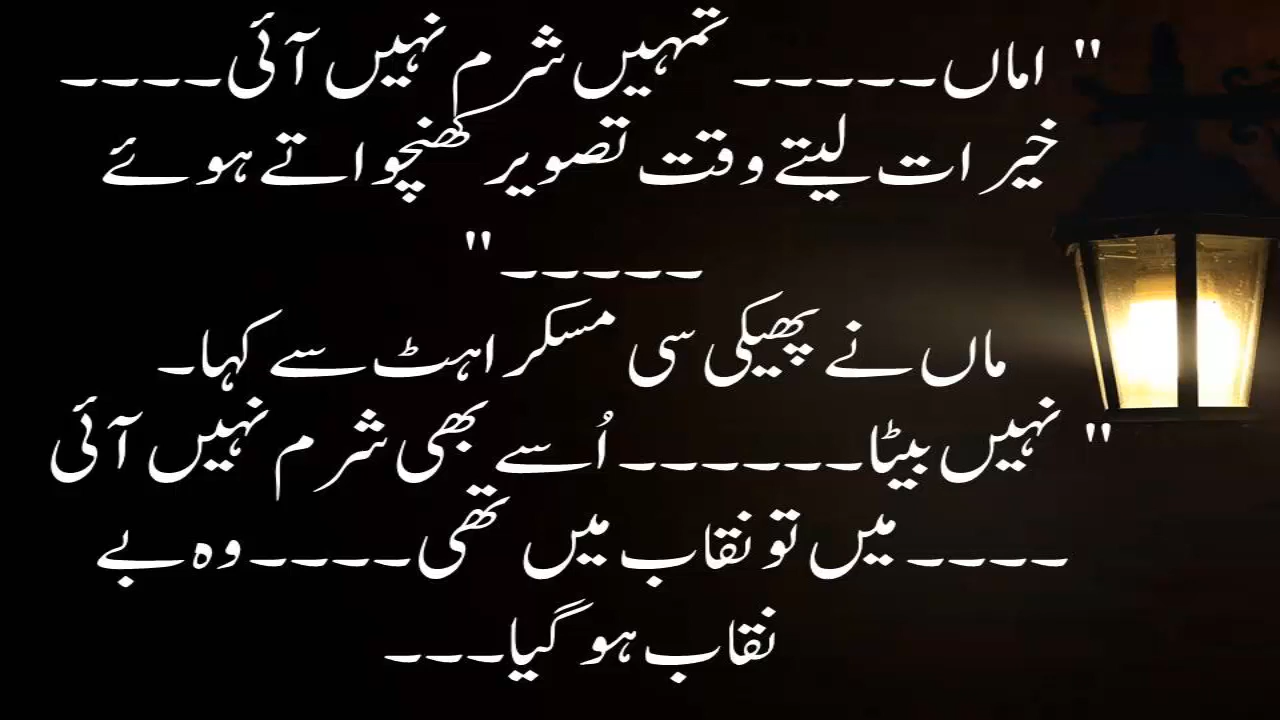 " اماں۔۔۔۔۔ تمہیں شرم نہیں آئی۔۔۔۔
خیرات لیتے وقت تصویر کھنچواتے ہوئے
۔۔۔۔۔"
ماں نے پھیکی سی مسکراہٹ سے کہا۔
" نہیں بیٹا۔۔۔۔۔۔ اُسے بھی شرم نہیں آئی
۔۔۔۔ میں تو نقاب میں تھی۔۔۔۔ وہ بے
نقاب ہو گیا۔۔۔